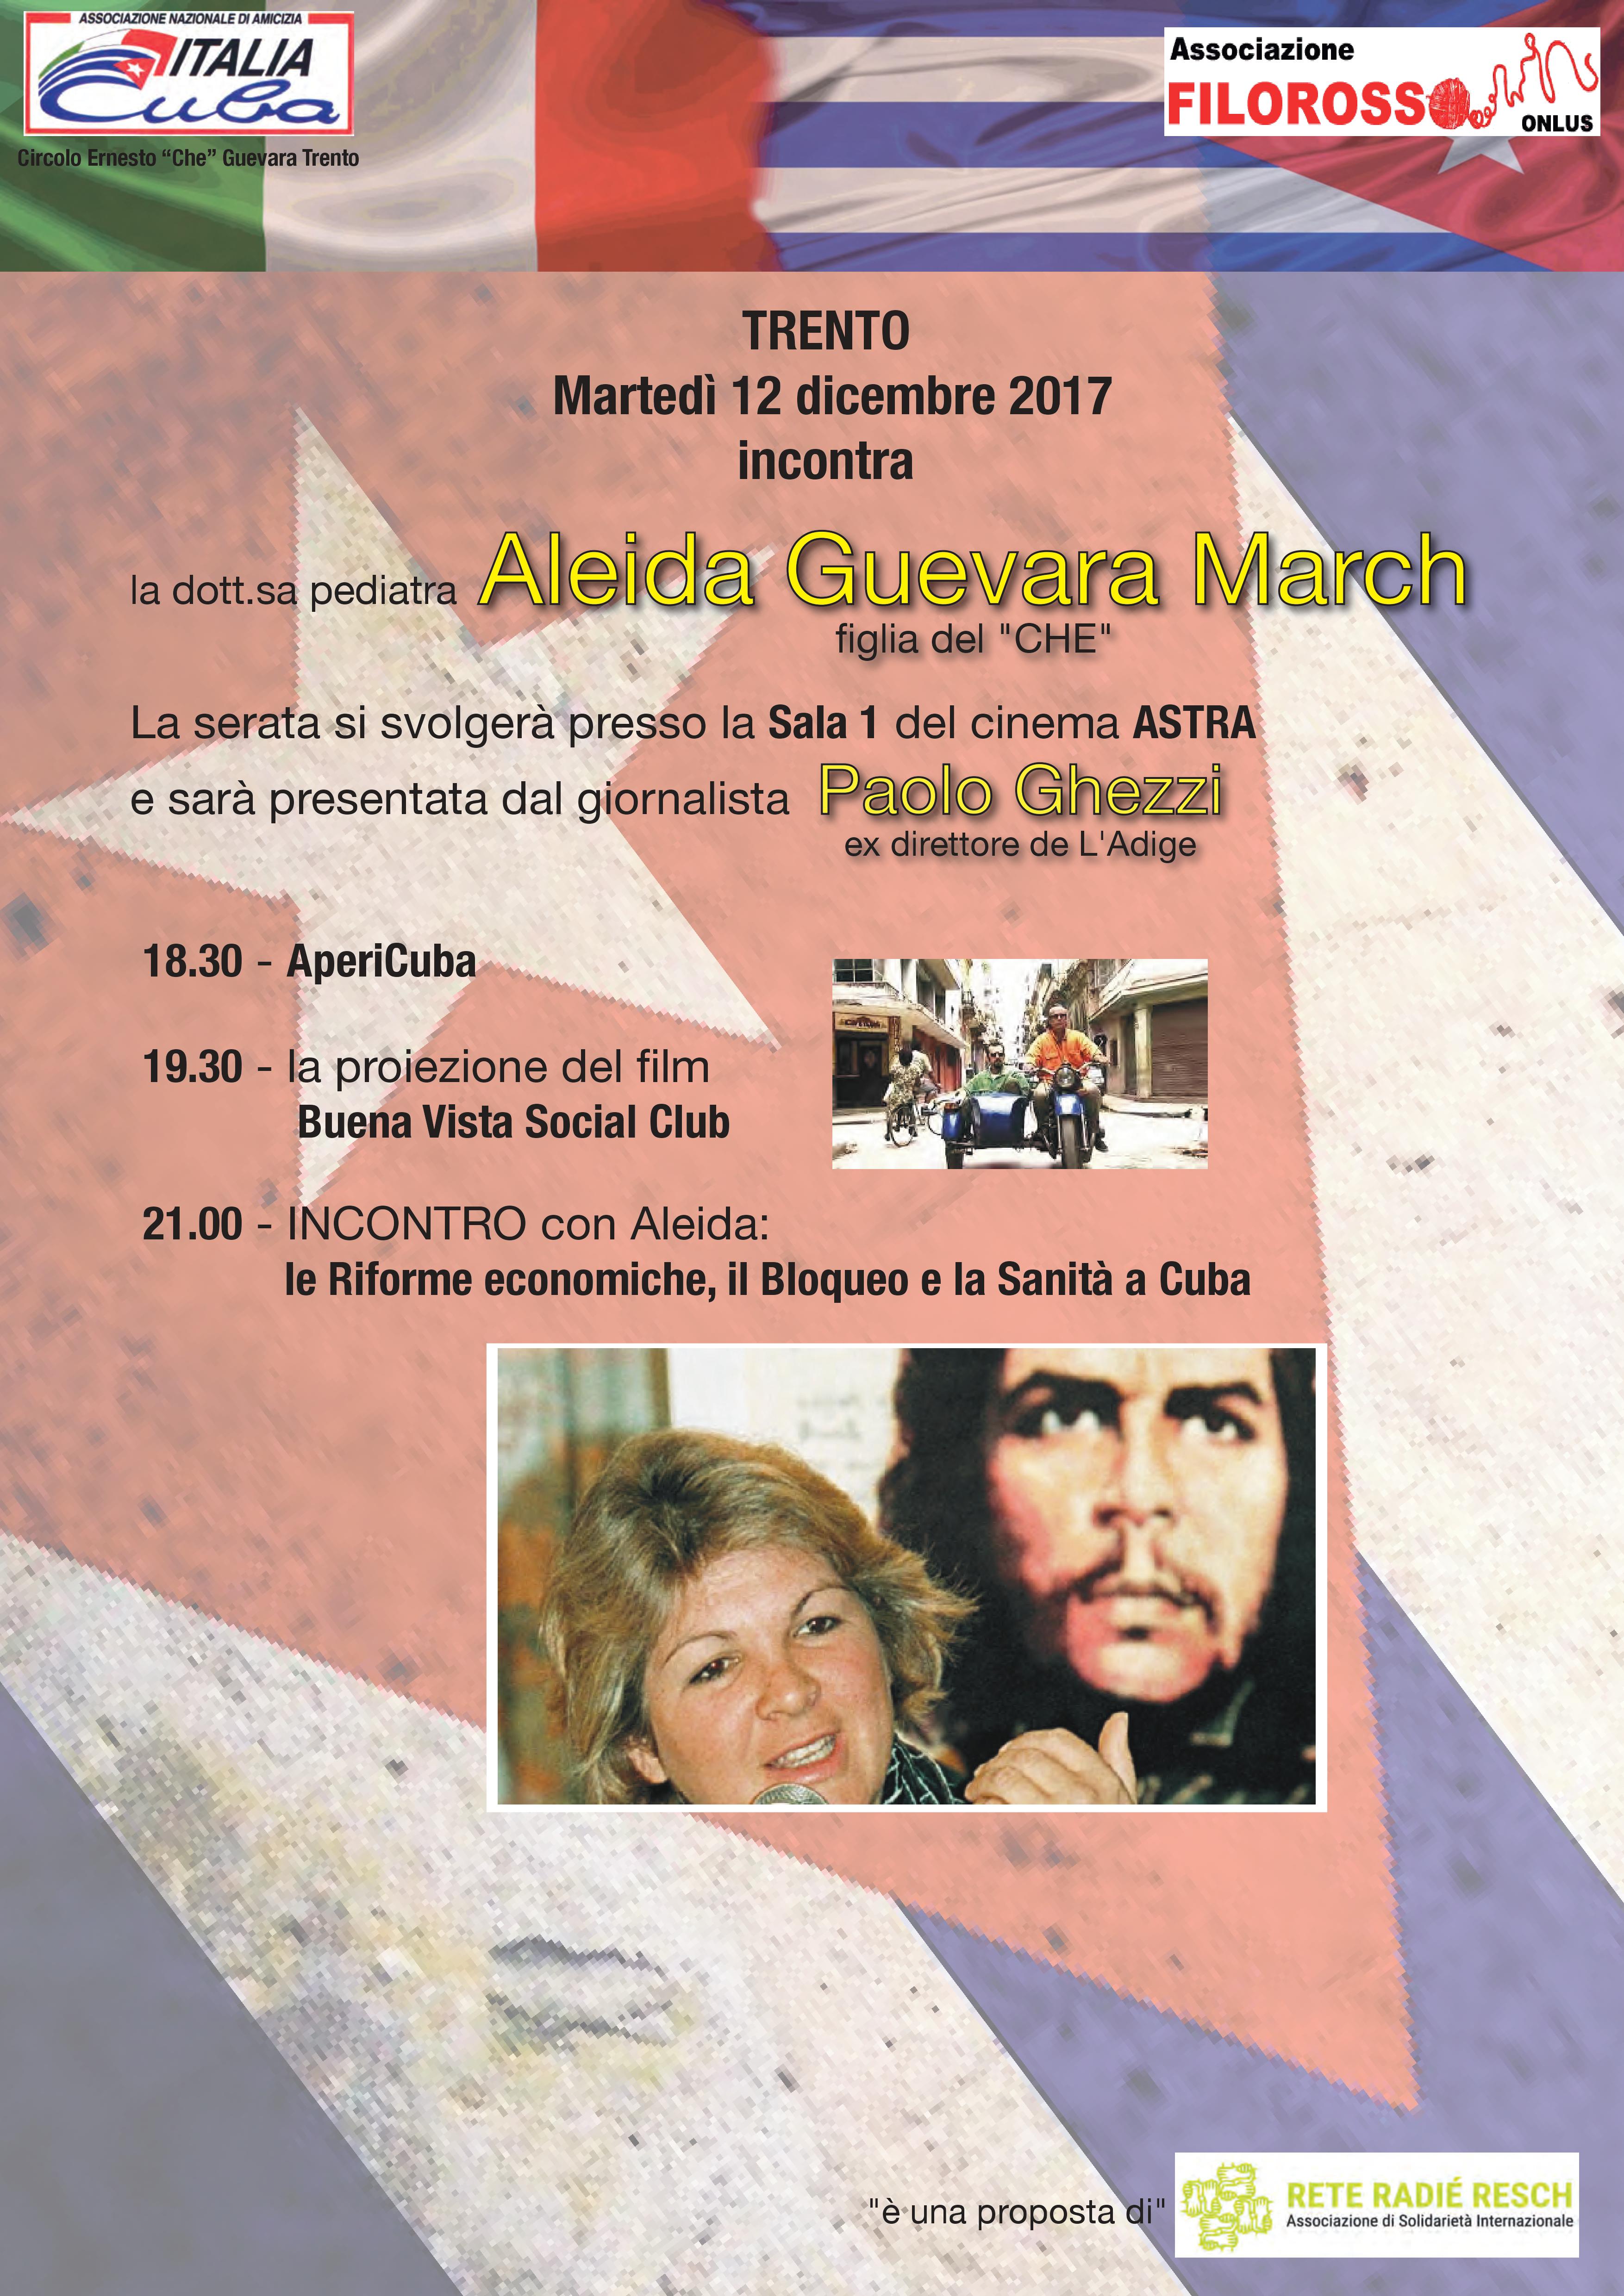 ASSOCIAZIONE NAZIONALE DI AMICIZIA
ITALIA
Cuba
Circolo Ernesto “Che” Guevara Trento
Associazione
FILOROSSO
ONLUS
TRENTO
Martedì 12 dicembre 2017
incontra
la dott.sa pediatra Aleida Guevara March
figlia del "CHE"
La serata si svolgerà presso la Sala 1 del cinema ASTRA
e sarà presentata dal giornalista Paolo Ghezzi
ex direttore de L'Adige
18.30 - AperiCuba
19.30 - la proiezione del film
Buena Vista Social Club
21.00 - INCONTRO con Aleida:
le Riforme economiche, il Bloqueo e la Sanità a Cuba
"è una proposta di"
RETE RADIÉ RESCH
Associazione di Solidarietà Internazionale